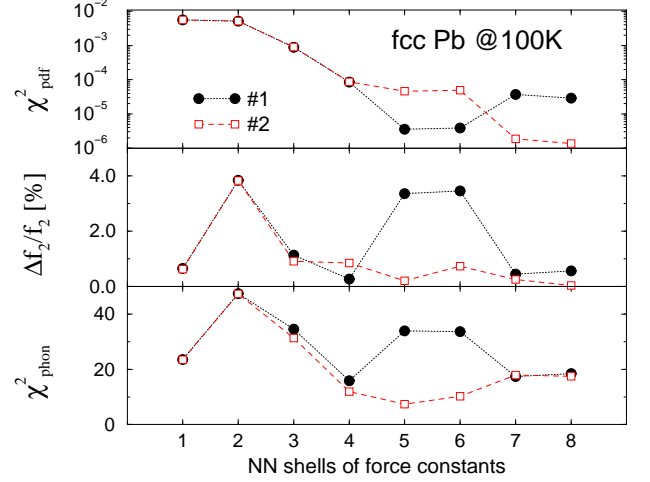 10⁻²
fcc Pb @100K
10⁻³
10⁻⁴
χ²pdf
#1
10⁻⁵
#2
10⁻⁶
4.0
Δf₂/f₂ [%]
2.0
0.0
40
χ²phon
20
0
1 2 3 4 5 6 7 8
NN shells of force constants